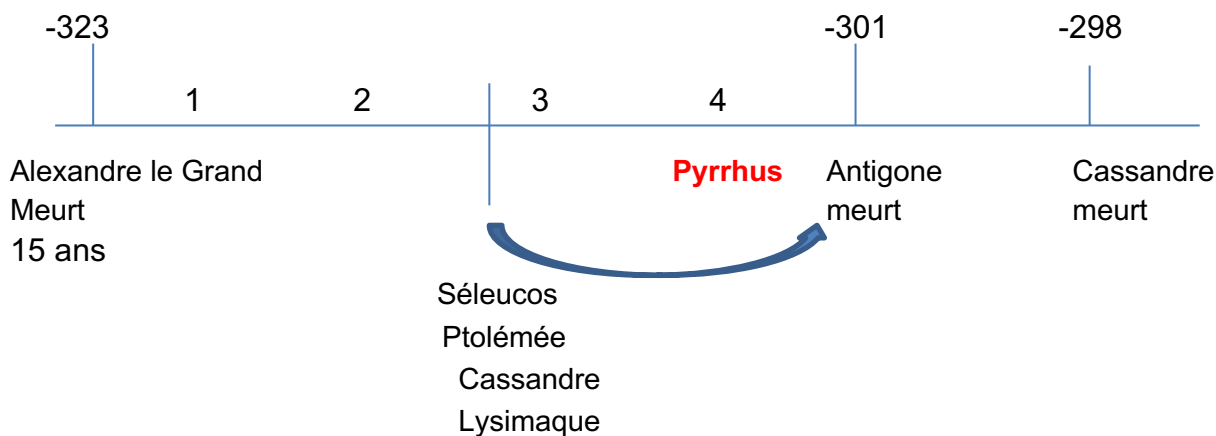 -323 -301 -298
1 2 3 4
Alexandre le Grand Pyrrhus Antigone Cassandre
Meurt meurt meurt
15 ans
Séleucos
Ptolémée
Cassandre
Lysimaque